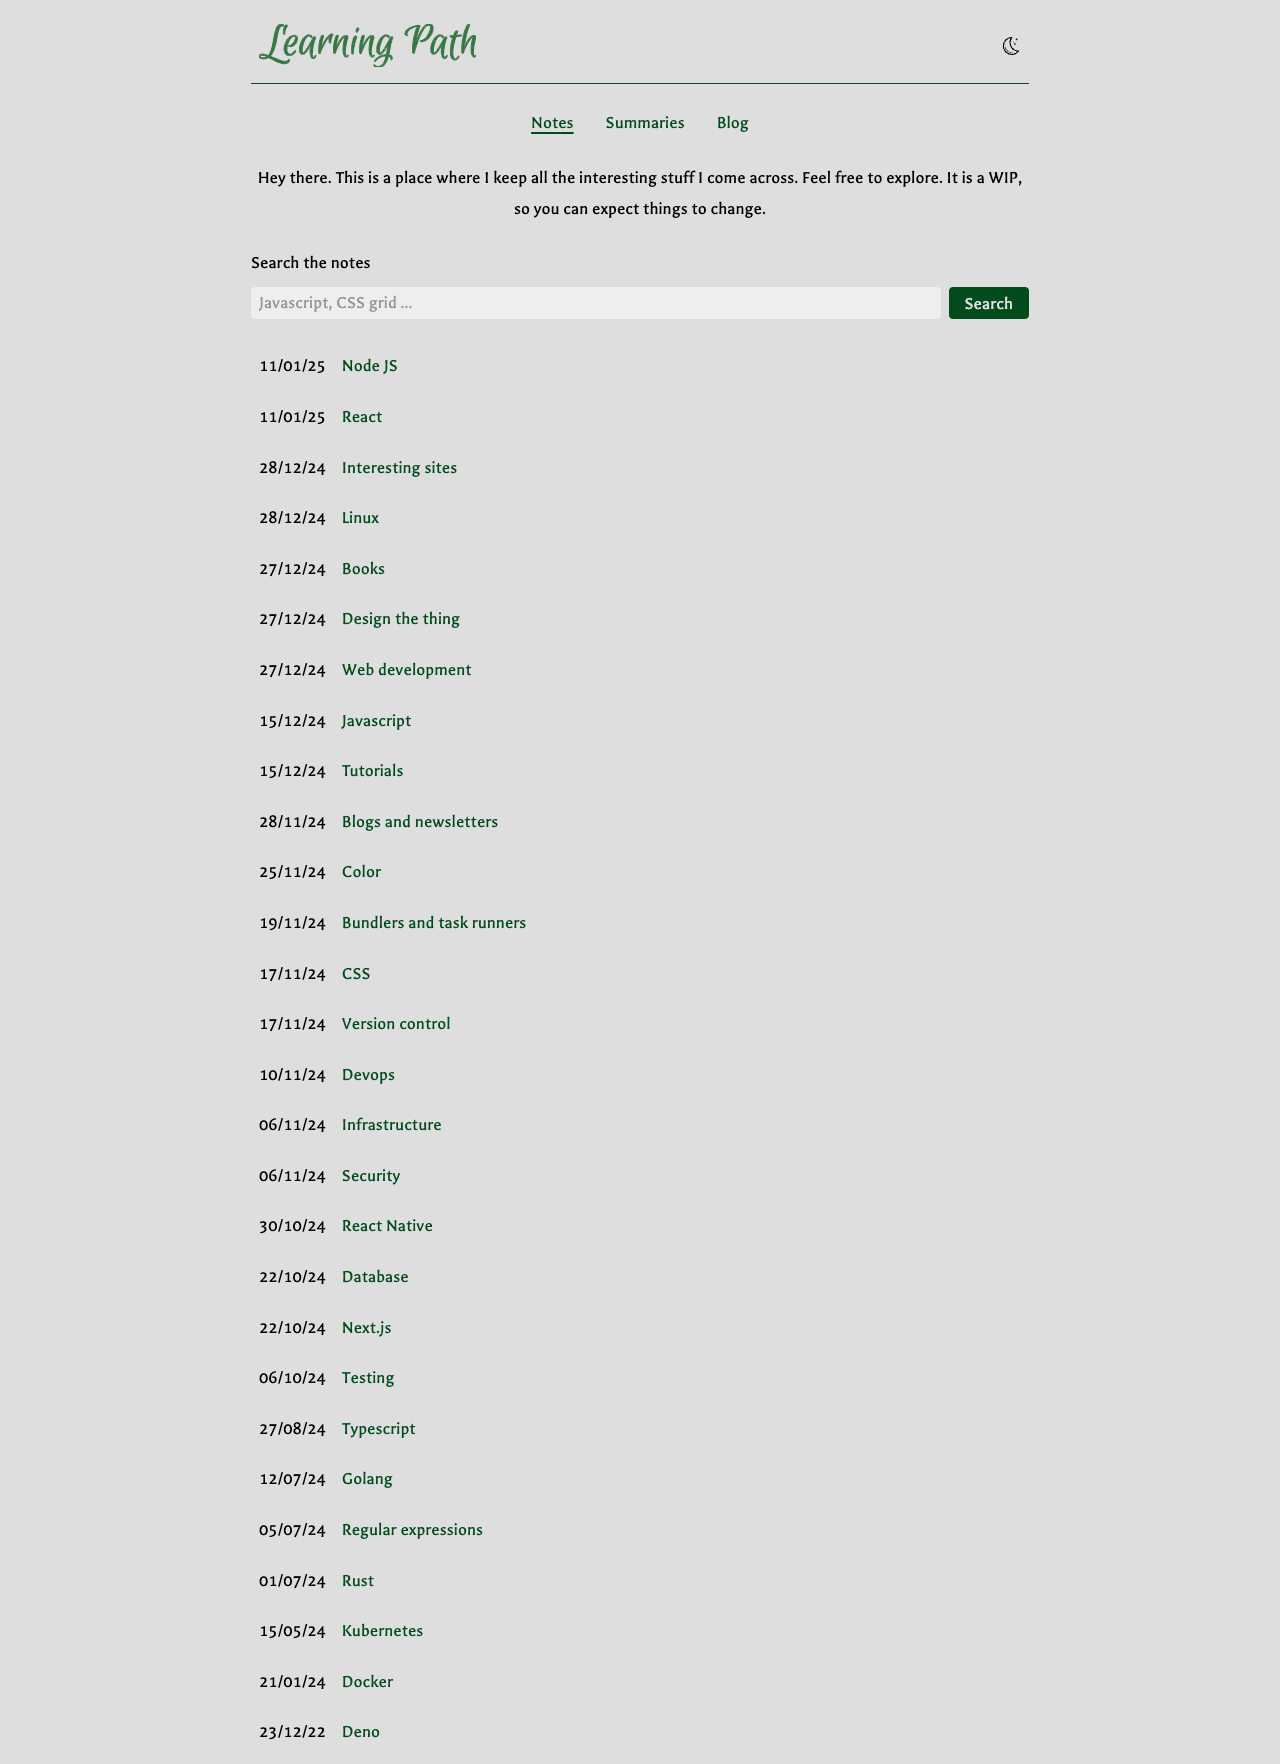 Learning Path
Notes Summaries Blog
Hey there. This is a place where I keep all the interesting stuff I come across. Feel free to explore. It is a WIP,
so you can expect things to change.
Search the notes
Javascript, CSS grid ...
Search
11/01/25 Node JS
11/01/25 React
28/12/24 Interesting sites
28/12/24 Linux
27/12/24 Books
27/12/24 Design the thing
27/12/24 Web development
15/12/24 Javascript
15/12/24 Tutorials
28/11/24 Blogs and newsletters
25/11/24 Color
19/11/24 Bundlers and task runners
17/11/24 CSS
17/11/24 Version control
10/11/24 Devops
06/11/24 Infrastructure
06/11/24 Security
30/10/24 React Native
22/10/24 Database
22/10/24 Next.js
06/10/24 Testing
27/08/24 Typescript
12/07/24 Golang
05/07/24 Regular expressions
01/07/24 Rust
15/05/24 Kubernetes
21/01/24 Docker
23/12/22 Deno